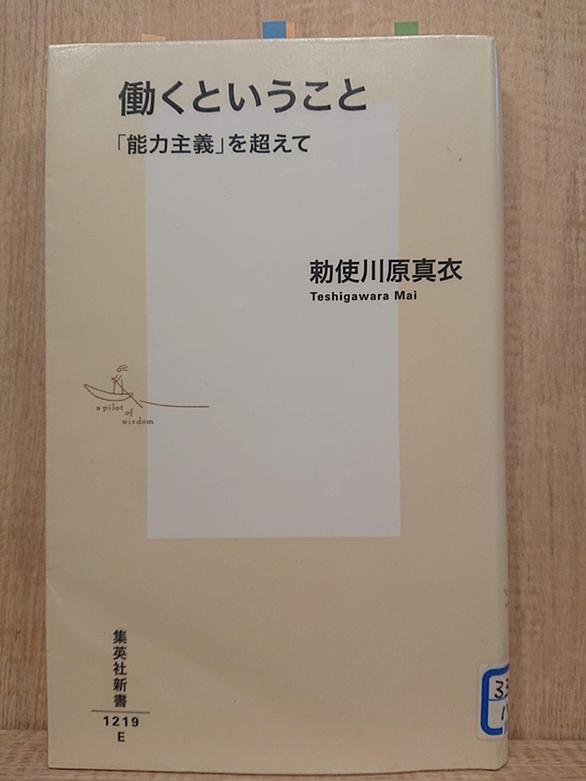 働くということ
「能力主義」を超えて
勅使川原真衣
Teshigawara Mai
a pilot
of
wisdom
集英社新書
1219
E